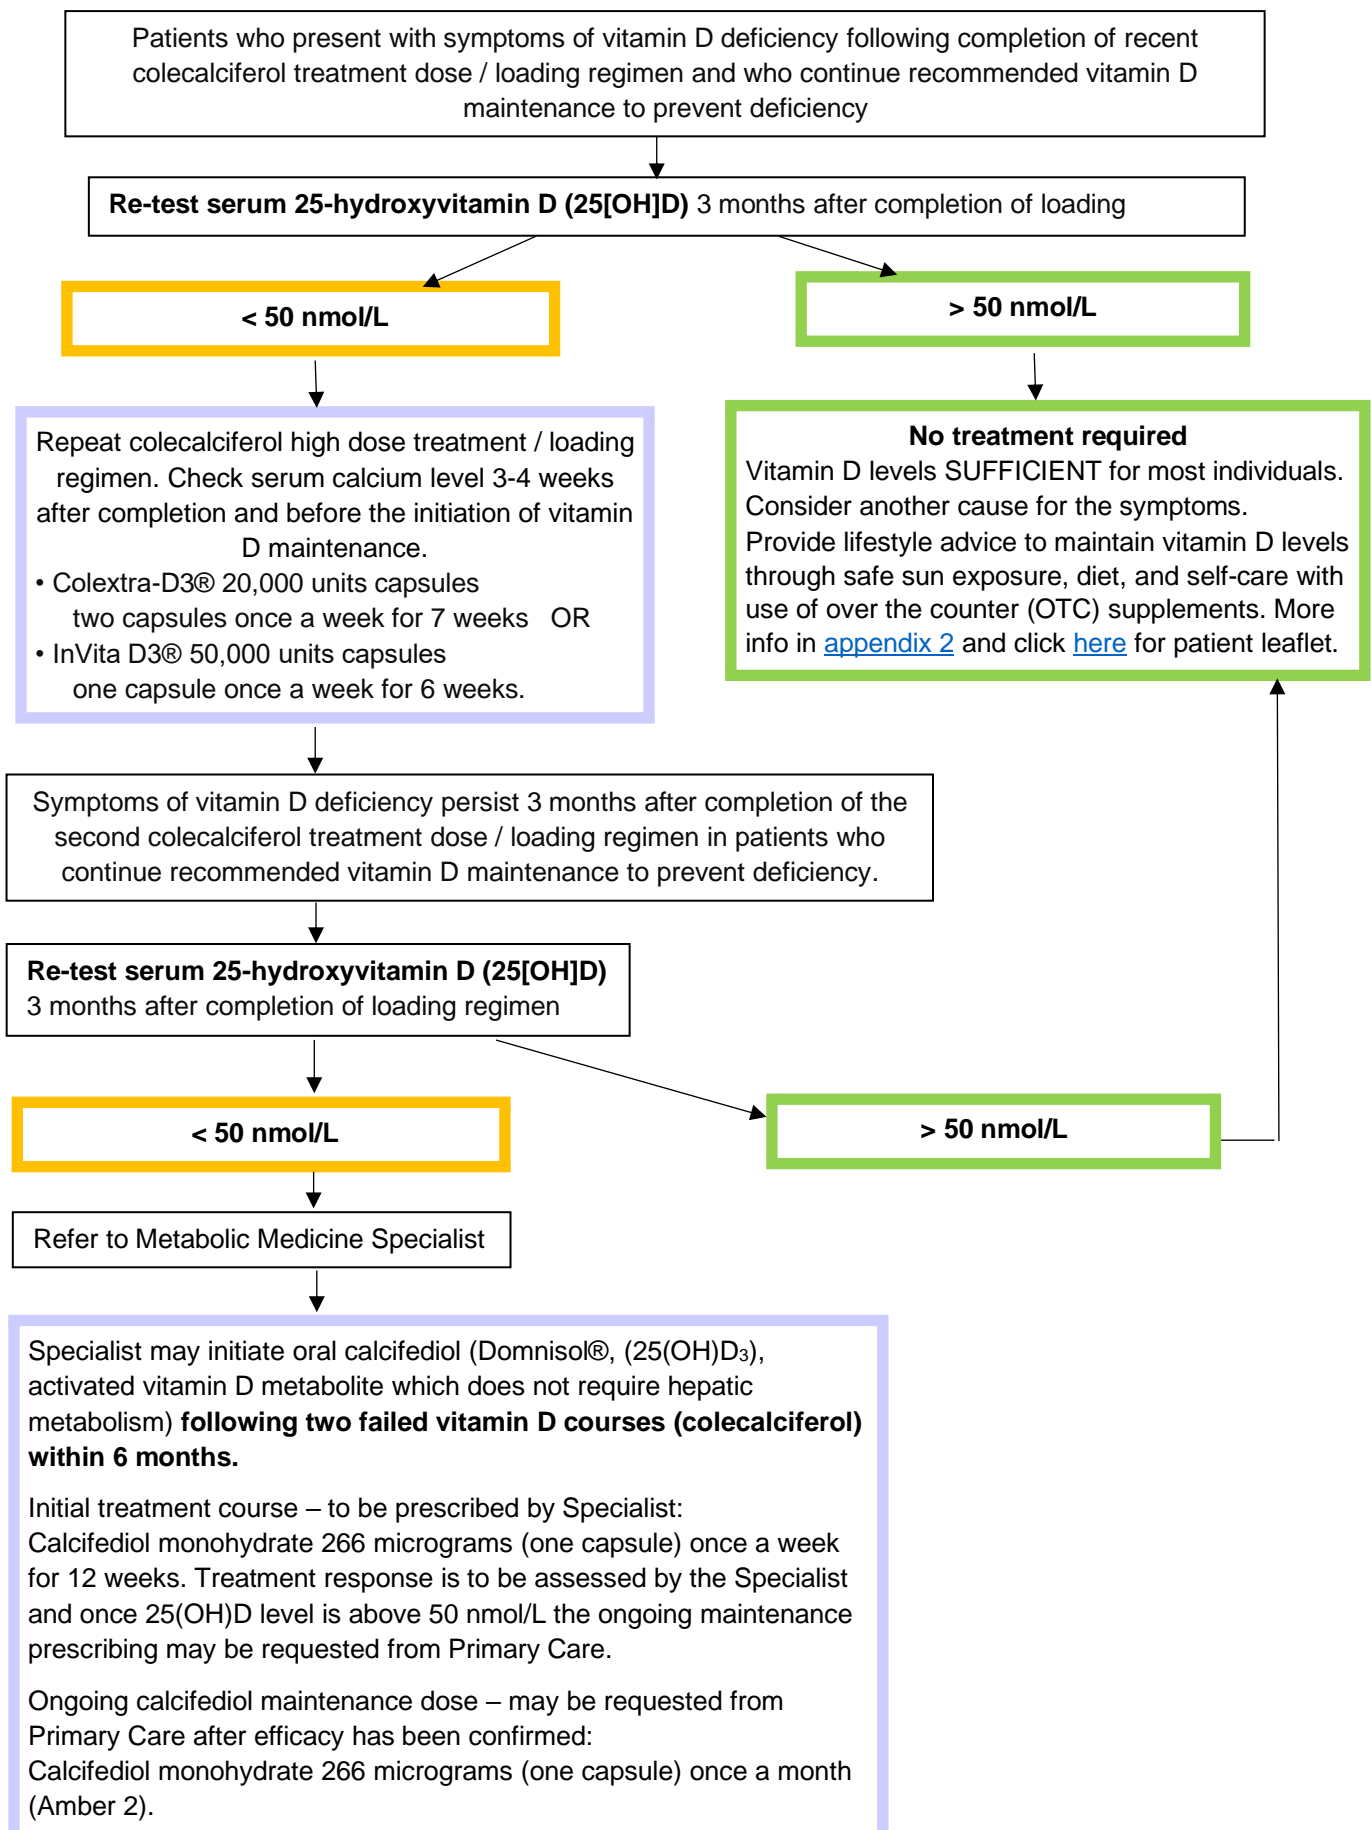 Patients who present with symptoms of vitamin D deficiency following completion of recent
colecalciferol treatment dose / loading regimen and who continue recommended vitamin D
maintenance to prevent deficiency
Re-test serum 25-hydroxyvitamin D (25[OH]D) 3 months after completion of loading
< 50 nmol/L
> 50 nmol/L
Repeat colecalciferol high dose treatment / loading
regimen. Check serum calcium level 3-4 weeks
after completion and before the initiation of vitamin
D maintenance.
• Colextra-D3® 20,000 units capsules
two capsules once a week for 7 weeks OR
• InVita D3® 50,000 units capsules
one capsule once a week for 6 weeks.
No treatment required
Vitamin D levels SUFFICIENT for most individuals.
Consider another cause for the symptoms.
Provide lifestyle advice to maintain vitamin D levels
through safe sun exposure, diet, and self-care with
use of over the counter (OTC) supplements. More
info in appendix 2 and click here for patient leaflet.
Symptoms of vitamin D deficiency persist 3 months after completion of the
second colecalciferol treatment dose / loading regimen in patients who
continue recommended vitamin D maintenance to prevent deficiency.
Re-test serum 25-hydroxyvitamin D (25[OH]D)
3 months after completion of loading regimen
< 50 nmol/L
> 50 nmol/L
Refer to Metabolic Medicine Specialist
Specialist may initiate oral calcifediol (Domnisol®, (25(OH)D₃),
activated vitamin D metabolite which does not require hepatic
metabolism) following two failed vitamin D courses (colecalciferol)
within 6 months.
Initial treatment course – to be prescribed by Specialist:
Calcifediol monohydrate 266 micrograms (one capsule) once a week
for 12 weeks. Treatment response is to be assessed by the Specialist
and once 25(OH)D level is above 50 nmol/L the ongoing maintenance
prescribing may be requested from Primary Care.
Ongoing calcifediol maintenance dose – may be requested from
Primary Care after efficacy has been confirmed:
Calcifediol monohydrate 266 micrograms (one capsule) once a month
(Amber 2).